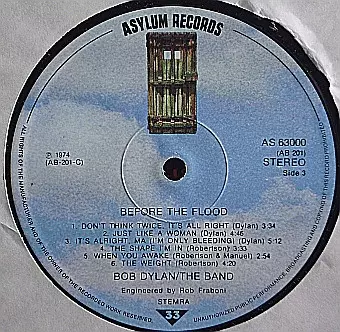 ASYLUM RECORDS
℗ 1974
(AB-201-C)
AS 63000
(AB 201)
STEREO
Side 3
BEFORE THE FLOOD
1. DON'T THINK TWICE, IT'S ALL RIGHT (Dylan) 3:34
2. JUST LIKE A WOMAN (Dylan) 4:46
3. IT'S ALRIGHT, MA (I'M ONLY BLEEDING) (Dylan) 5:12
4. THE SHAPE I'M IN (Robertson) 3:33
5. WHEN YOU AWAKE (Robertson & Manuel) 2:54
6. THE WEIGHT (Robertson) 4:20
BOB DYLAN/THE BAND
Engineered by Rob Fraboni
STEMRA
33
ALL RIGHTS OF THE MANUFACTURER AND OF THE OWNER OF THE RECORDED WORK RESERVED.
UNAUTHORIZED PUBLIC PERFORMANCE, BROADCASTING AND COPYING OF THIS RECORD PROHIBITED